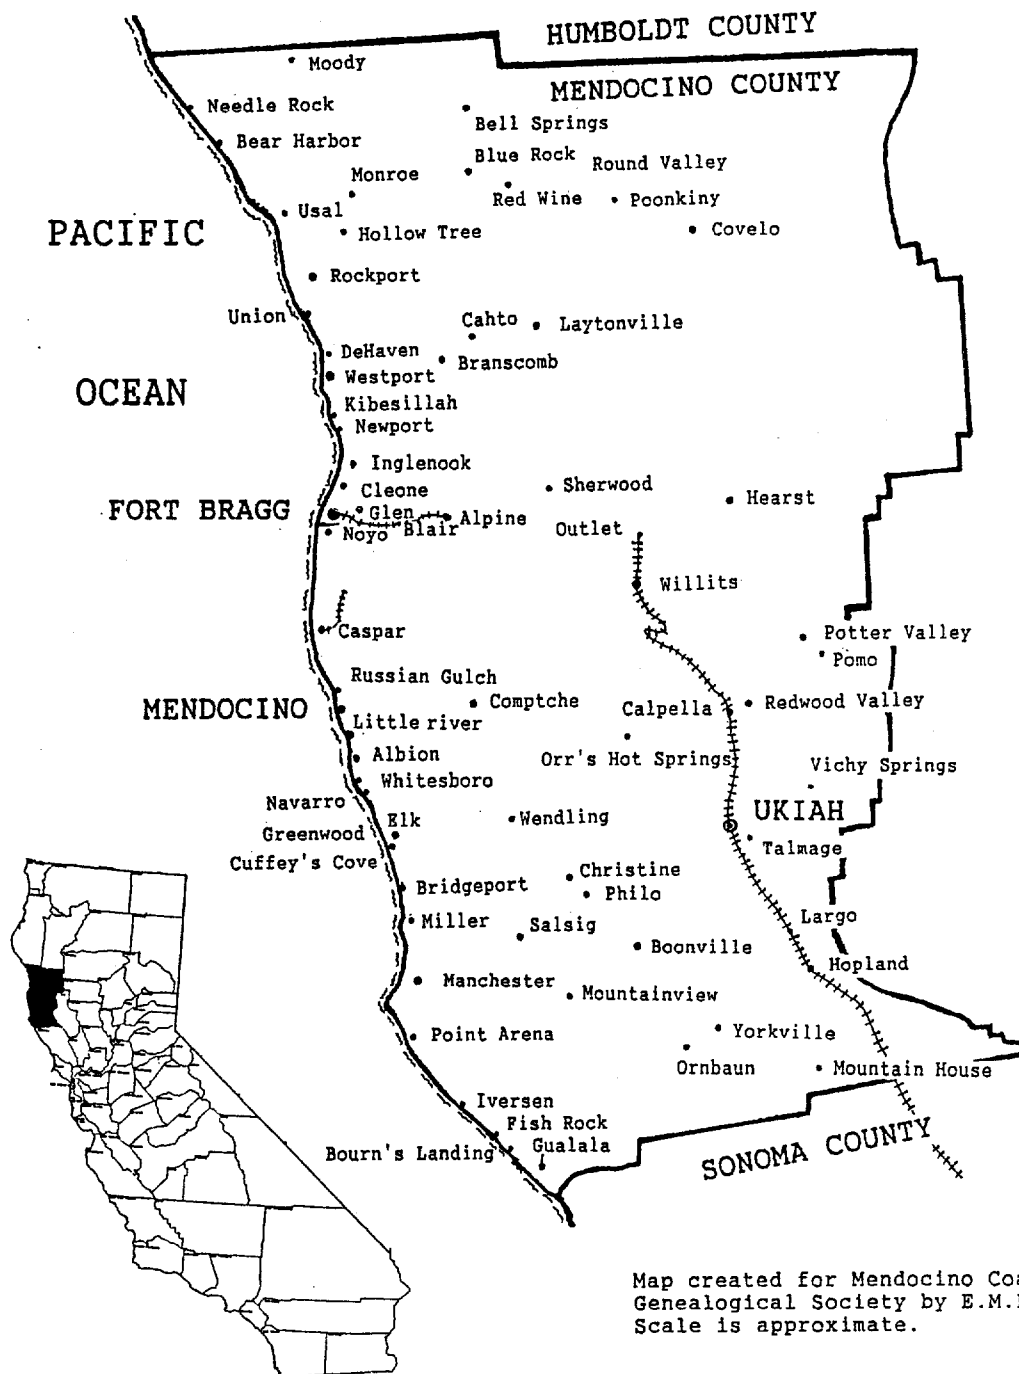 HUMBOLDT COUNTY
MENDOCINO COUNTY
Moody
Needle Rock
Bell Springs
Bear Harbor
Blue Rock
Round Valley
Monroe
Red Wine
Poonkiny
Usal
PACIFIC
Hollow Tree
Covelo
Rockport
Union
Cahto
Laytonville
DeHaven
Branscomb
Westport
OCEAN
Kibesillah
Newport
Inglenook
Cleone
Sherwood
Hearst
FORT BRAGG
Glen
Blair
Alpine
Noyo
Outlet
Willits
Caspar
Potter Valley
Pomo
Russian Gulch
MENDOCINO
Comptche
Calpella
Redwood Valley
Little river
Albion
Orr's Hot Springs
Vichy Springs
Whitesboro
Navarro
Elk
Wendling
UKIAH
Greenwood
Talmage
Cuffey's Cove
Christine
Bridgeport
Philo
Miller
Salsig
Largo
Boonville
Hopland
Manchester
Mountainview
Point Arena
Yorkville
Ornbaun
Mountain House
Iversen
Fish Rock
Gualala
Bourn's Landing
SONOMA COUNTY
Map created for Mendocino Coa
Genealogical Society by E.M.
Scale is approximate.